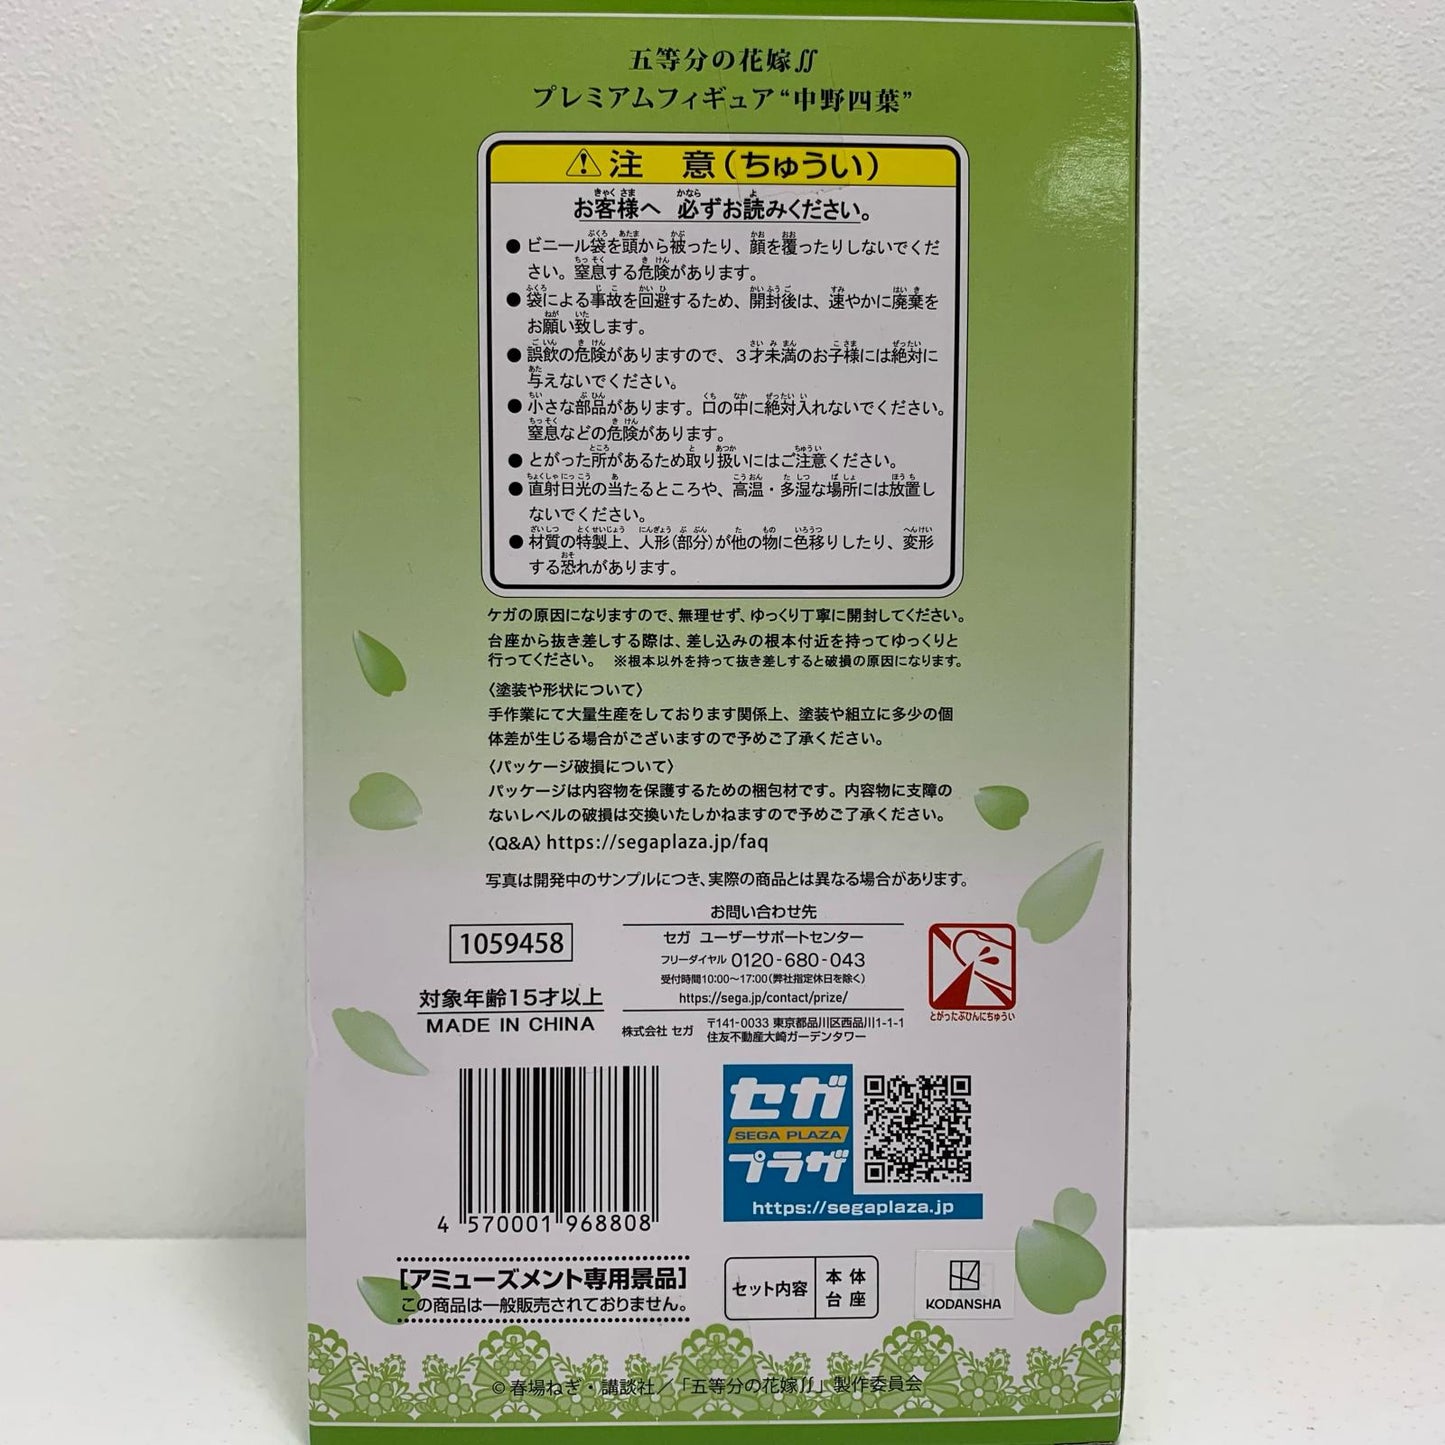 五等分の花嫁∬
プレミアムフィギュア“中野四葉”
⚠注　意(ちゅうい)
お客様へ 必ずお読みください。
●ビニール袋を頭から被ったり、顔を覆ったりしないでくだ
さい。窒息する危険があります。
●袋による事故を回避するため、開封後は、速やかに廃棄を
お願い致します。
●誤飲の危険がありますので、3才未満のお子様には絶対に
与えないでください。
●小さな部品があります。口の中に絶対入れないでください。
窒息などの危険があります。
●とがった所があるため取り扱いにはご注意ください。
●直射日光の当たるところや、高温・多湿な場所には放置し
ないでください。
●材質の特製上、人形(部分)が他の物に色移りしたり、変形
する恐れがあります。
ケガの原因になりますので、無理せず、ゆっくり丁寧に開封してください。
台座から抜き差しする際は、差し込みの根本付近を持ってゆっくりと
行ってください。 ※根本以外を持って抜き差しすると破損の原因になります。
〈塗装や形状について〉
手作業にて大量生産をしております関係上、塗装や組立に多少の個
体差が生じる場合がございますので予めご了承ください。
〈パッケージ破損について〉
パッケージは内容物を保護するための梱包材です。内容物に支障の
ないレベルの破損は交換いたしかねますので予めご了承ください。
〈Q&A〉https://segaplaza.jp/faq
写真は開発中のサンプルにつき、実際の商品とは異なる場合があります。
1059458
対象年齢15才以上
MADE IN CHINA
お問い合わせ先
セガ ユーザーサポートセンター
フリーダイヤル 0120-680-043
受付時間10:00～17:00(弊社指定休日を除く)
https://sega.jp/contact/prize/
株式会社 セガ
〒141-0033 東京都品川区西品川1-1-1
住友不動産大崎ガーデンタワー
とがったぶひんにちゅうい
4 570001 968808
セガ
SEGA PLAZA
プラザ
https://segaplaza.jp
[アミューズメント専用景品]
この商品は一般販売されておりません。
セット内容
本体
台座
KODANSHA
© 春場ねぎ・講談社／「五等分の花嫁∬」製作委員会